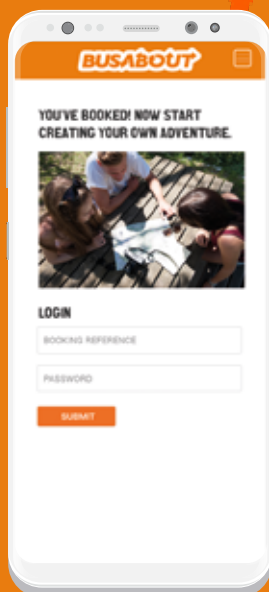 BUSABOUT
YOU'VE BOOKED! NOW START
CREATING YOUR OWN ADVENTURE.
LOGIN
BOOKING REFERENCE
PASSWORD
SUBMIT